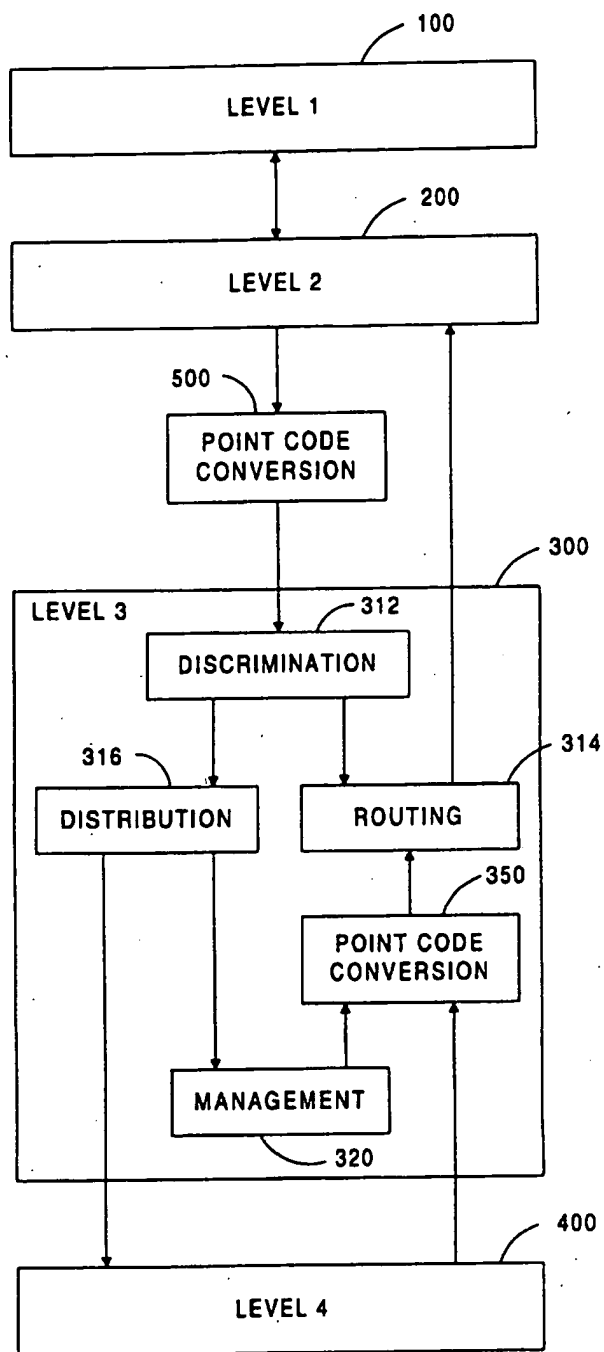 100
LEVEL 1
200
LEVEL 2
500
POINT CODE
CONVERSION
300
LEVEL 3
312
DISCRIMINATION
316
314
DISTRIBUTION
ROUTING
350
POINT CODE
CONVERSION
MANAGEMENT
320
400
LEVEL 4